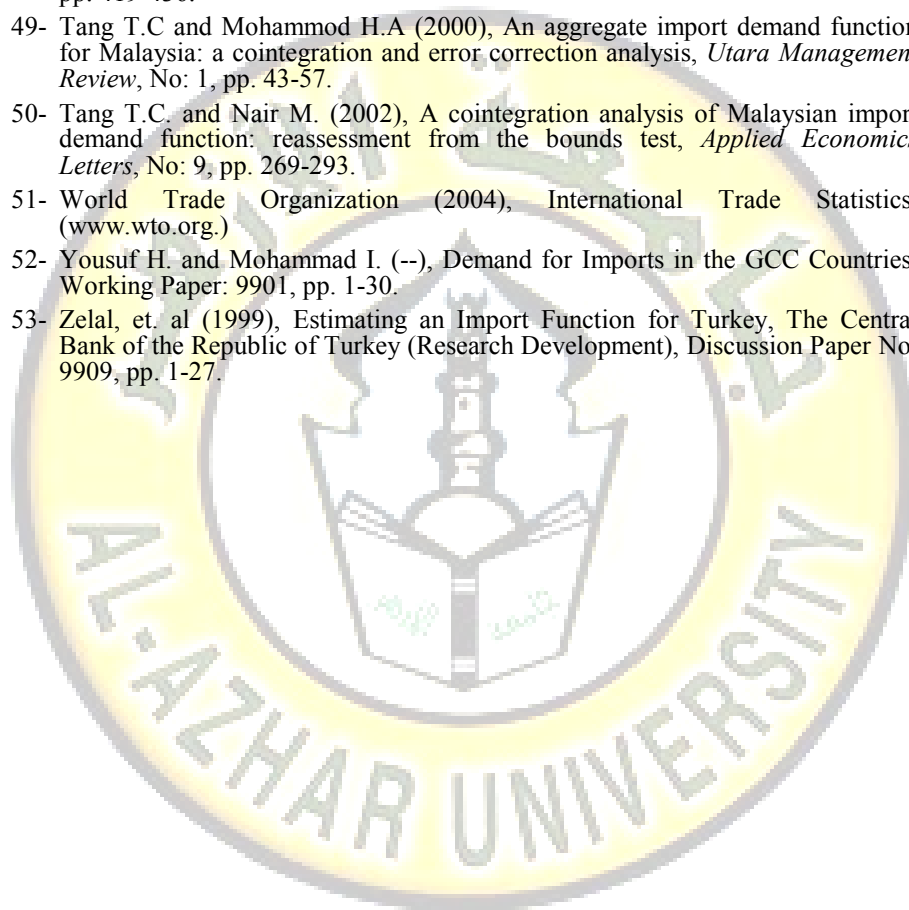 pp.
49- Tang T.C and Mohammod H.A (2000), An aggregate import demand function
for Malaysia: a cointegration and error correction analysis, Utara Managemen
Review, No: 1, pp. 43-57.
50- Tang T.C. and Nair M. (2002), A cointegration analysis of Malaysian impor
demand function: reassessment from the bounds test, Applied Economic
Letters, No: 9, pp. 269-293.
51- World Trade Organization (2004), International Trade Statistics
(www.wto.org.)
52- Yousuf H. and Mohammad I. (--), Demand for Imports in the GCC Countries
Working Paper: 9901, pp. 1-30.
53- Zelal, et. al (1999), Estimating an Import Function for Turkey, The Centra
Bank of the Republic of Turkey (Research Development), Discussion Paper No
9909, pp. 1-27.
جامعة الأزهر
AL-AZHAR UNIVERSITY